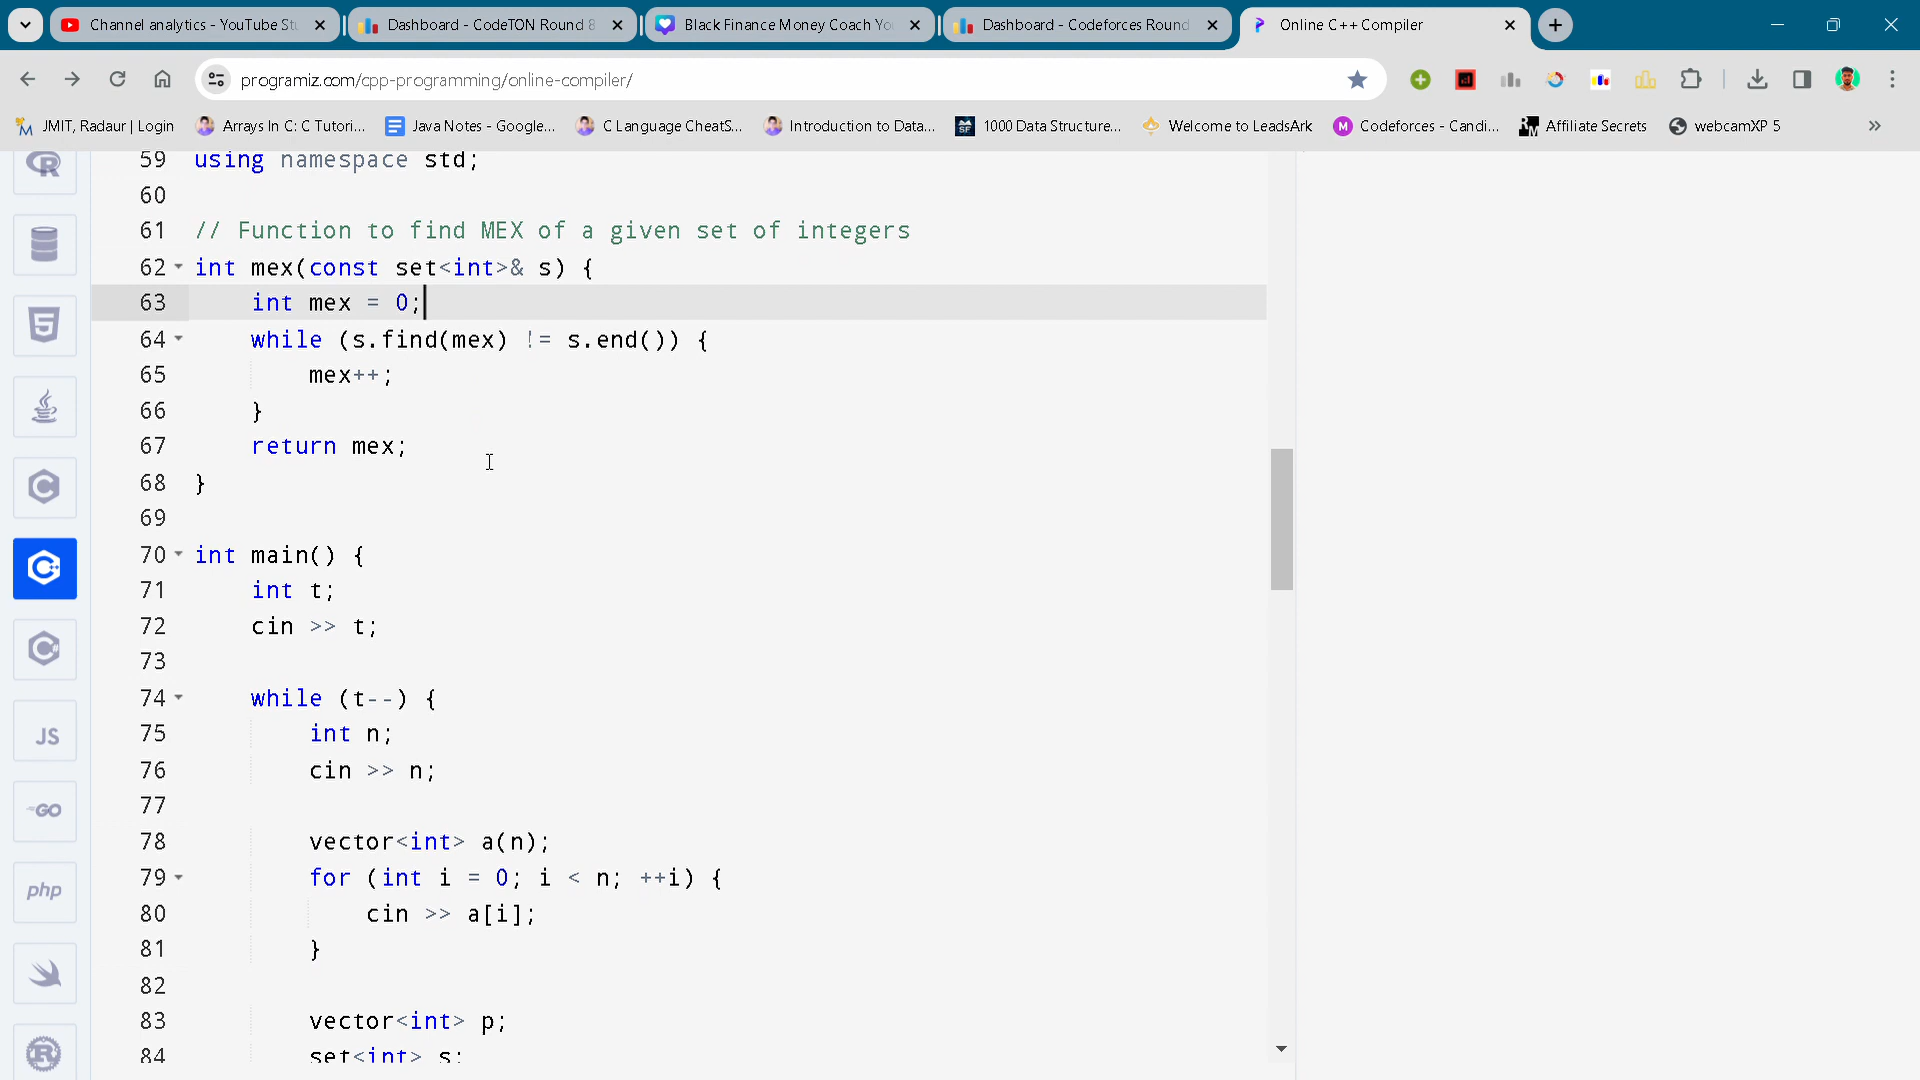 Channel analytics - YouTube Stu
Dashboard - CodeTON Round 8
Black Finance Money Coach Yo
Dashboard - Codeforces Round
Online C++ Compiler
programiz.com/cpp-programming/online-compiler/
JMIT, Radaur | Login
Arrays In C: C Tutori...
Java Notes - Google...
C Language CheatS...
Introduction to Data...
1000 Data Structure...
Welcome to LeadsArk
Codeforces - Candi...
Affiliate Secrets
webcamXP 5
59 using namespace std;
60
61 // Function to find MEX of a given set of integers
62 int mex(const set<int>& s) {
63 int mex = 0;
64 while (s.find(mex) != s.end()) {
65 mex++;
66 }
67 return mex;
68 }
69
70 int main() {
71 int t;
72 cin >> t;
73
74 while (t--) {
75 int n;
76 cin >> n;
77
78 vector<int> a(n);
79 for (int i = 0; i < n; ++i) {
80 cin >> a[i];
81 }
82
83 vector<int> p;
84 set<int> s;
JS
GO
php